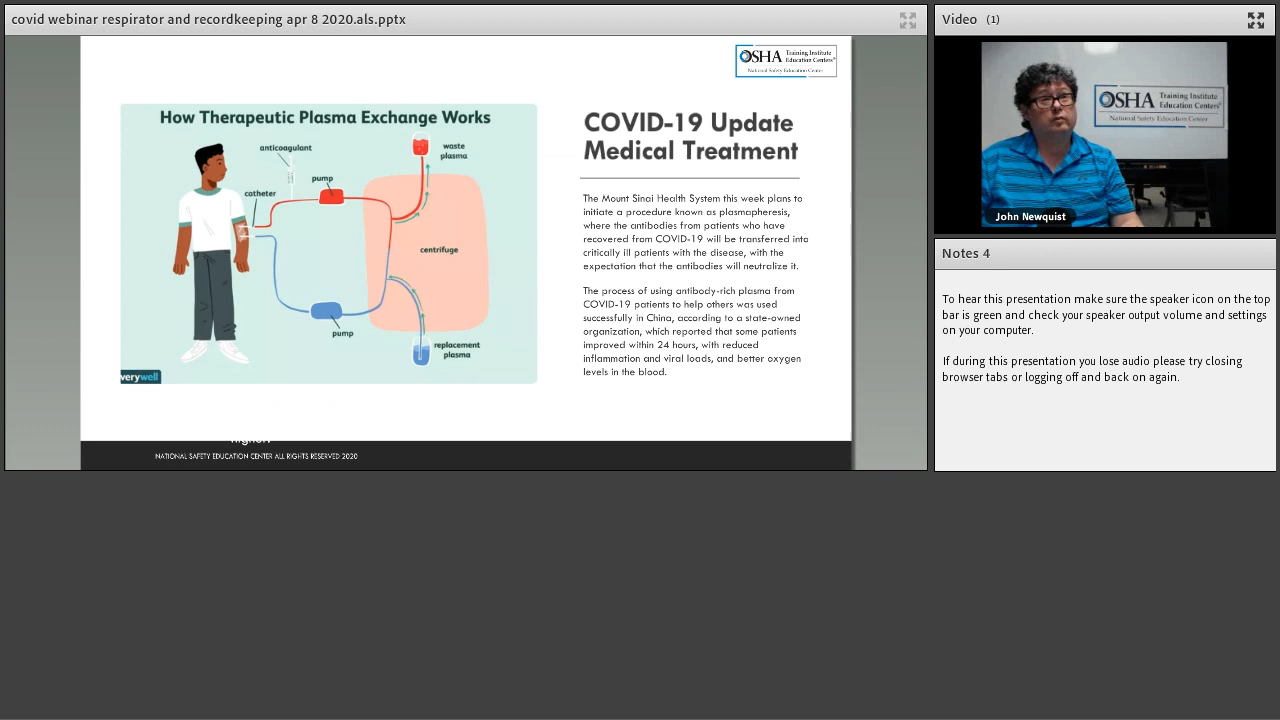 covid webinar respirator and recordkeeping apr 8 2020.als.pptx
OSHA Training Institute
Education Centers®
National Safety Education Center
How Therapeutic Plasma Exchange Works
anticoagulant
waste
plasma
pump
catheter
centrifuge
pump
replacement
plasma
verywell
COVID-19 Update
Medical Treatment
The Mount Sinai Health System this week plans to
initiate a procedure known as plasmapheresis,
where the antibodies from patients who have
recovered from COVID-19 will be transferred into
critically ill patients with the disease, with the
expectation that the antibodies will neutralize it.
The process of using antibody-rich plasma from
COVID-19 patients to help others was used
successfully in China, according to a state-owned
organization, which reported that some patients
improved within 24 hours, with reduced
inflammation and viral loads, and better oxygen
levels in the blood.
NATIONAL SAFETY EDUCATION CENTER ALL RIGHTS RESERVED 2020
Video (1)
OSHA Training Institute
Education Centers®
National Safety Education Center
John Newquist
Notes 4
To hear this presentation make sure the speaker icon on the top
bar is green and check your speaker output volume and settings
on your computer.
If during this presentation you lose audio please try closing
browser tabs or logging off and back on again.